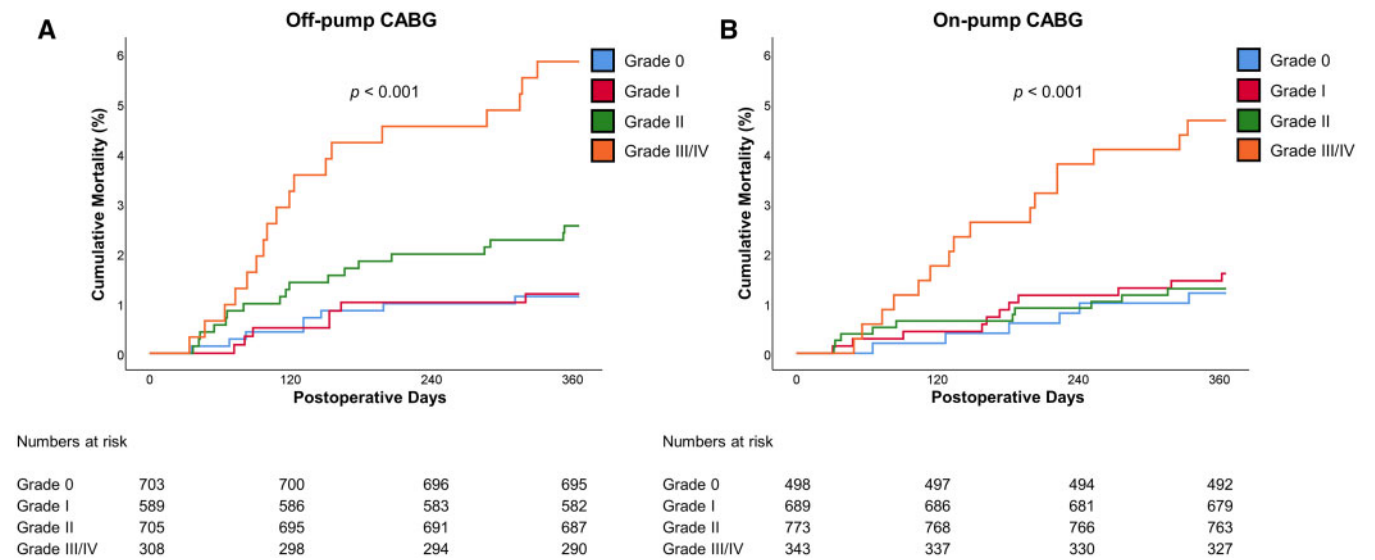 A
Off-pump CABG
6
5
4
3
2
1
0
Cumulative Mortality (%)
p < 0.001
Grade 0
Grade I
Grade II
Grade III/IV
0 120 240 360
Postoperative Days
Numbers at risk
Grade 0 703 700 696 695
Grade I 589 586 583 582
Grade II 705 695 691 687
Grade III/IV 308 298 294 290
B
On-pump CABG
6
5
4
3
2
1
0
Cumulative Mortality (%)
p < 0.001
Grade 0
Grade I
Grade II
Grade III/IV
0 120 240 360
Postoperative Days
Numbers at risk
Grade 0 498 497 494 492
Grade I 689 686 681 679
Grade II 773 768 766 763
Grade III/IV 343 337 330 327